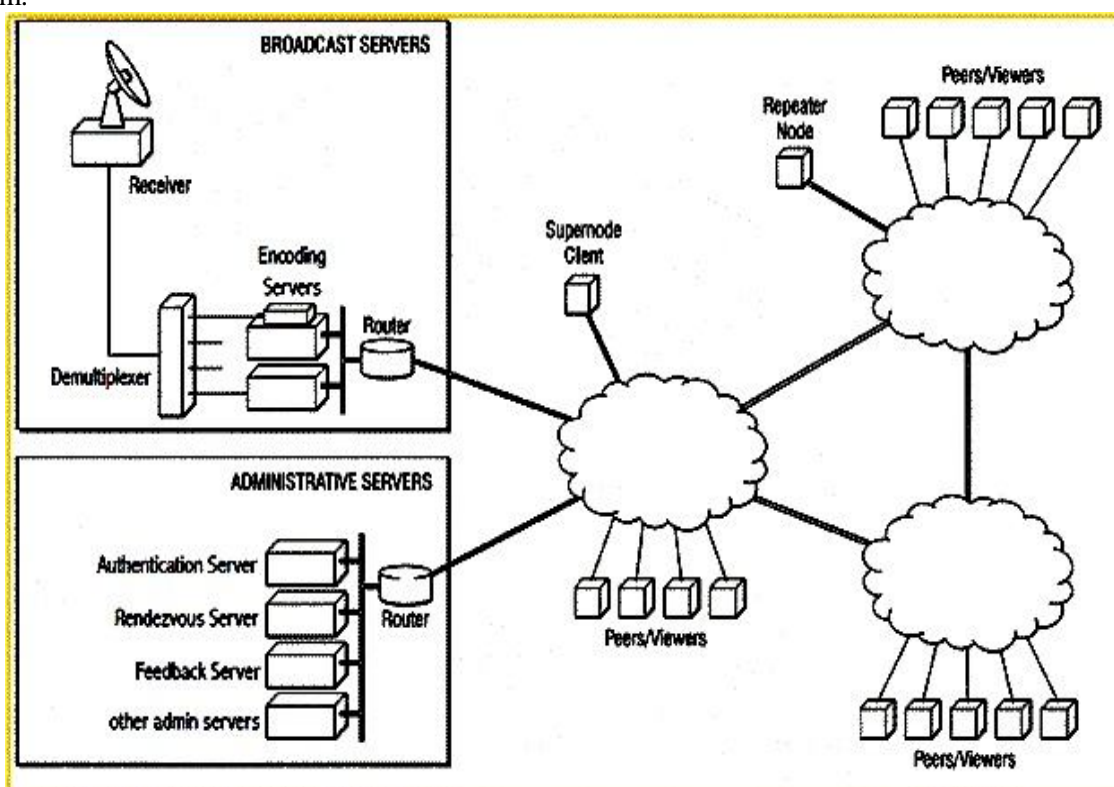 BROADCAST SERVERS
Receiver
Encoding
Servers
Router
Demultiplexer
ADMINISTRATIVE SERVERS
Authentication Server
Rendezvous Server
Feedback Server
other admin servers
Router
Supernode
Client
Peers/Viewers
Repeater
Node
Peers/Viewers
Peers/Viewers